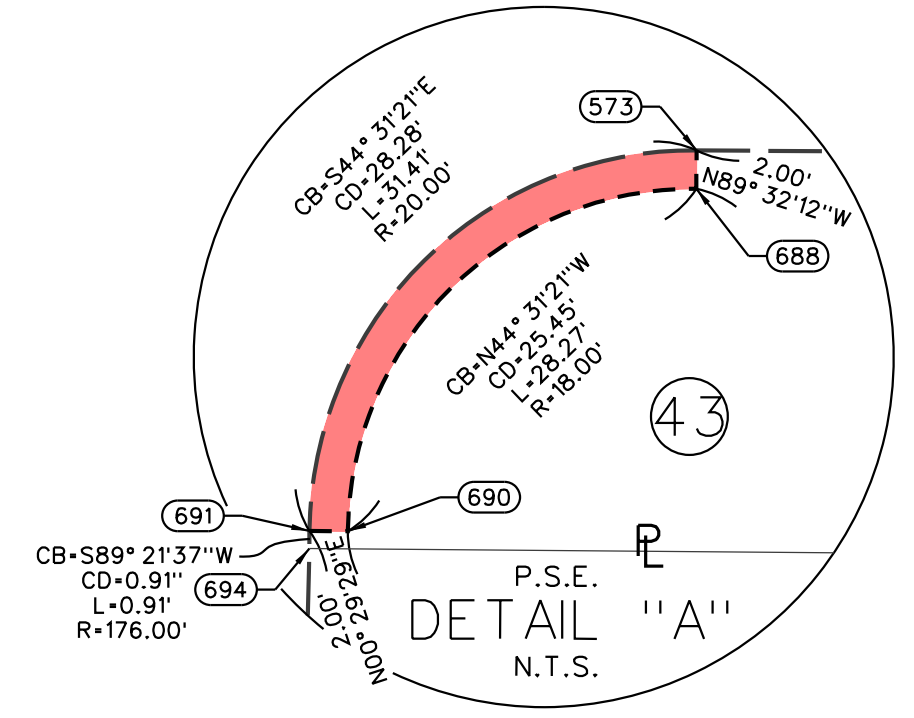 573
CB=S44° 31'21"E
CD=28.28'
L=31.41'
R=20.00'
2.00'
N89° 32'12"W
688
CB=N44° 31'21"W
CD=25.45'
L=28.27'
R=18.00'
43
690
691
CB=S89° 21'37"W
CD=0.91"
L=0.91'
R=176.00'
694
N00° 29'29"E
2.00'
PL
P.S.E.
DETAIL "A"
N.T.S.